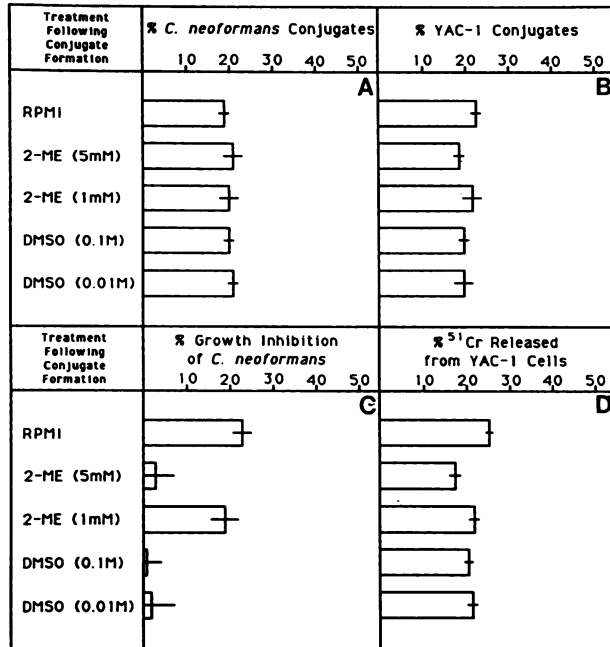 Treatment
Following
Conjugate
Formation
% C. neoformans Conjugates
% YAC-1 Conjugates
10 20 30 40 50
10 20 30 40 50
A
B
RPMI
2-ME (5mM)
2-ME (1mM)
DMSO (0.1M)
DMSO (0.01M)
Treatment
Following
Conjugate
Formation
% Growth Inhibition
of C. neoformans
% 51Cr Released
from YAC-1 Cells
10 20 30 40 50
10 20 30 40 50
C
D
RPMI
2-ME (5mM)
2-ME (1mM)
DMSO (0.1M)
DMSO (0.01M)